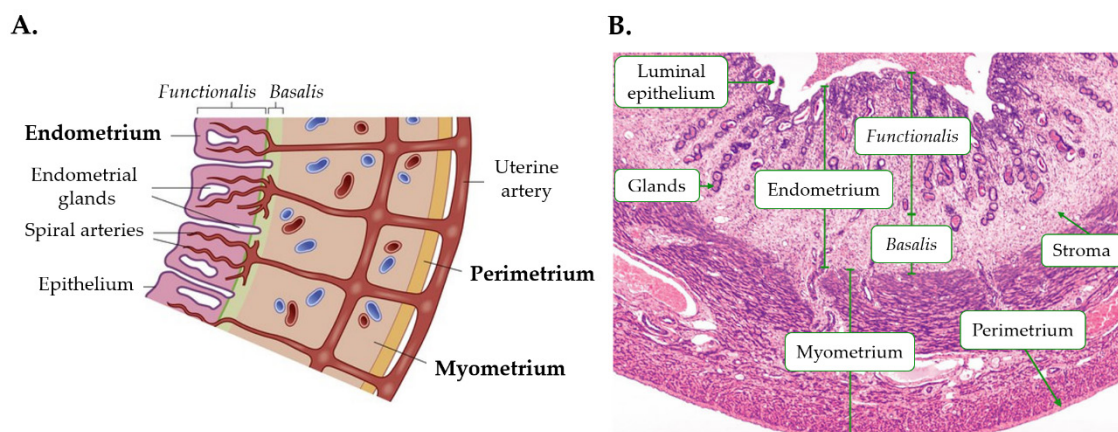 A.
Functionalis Basalis
Endometrium
Endometrial
glands
Spiral arteries
Epithelium
Uterine
artery
Perimetrium
Myometrium
B.
Luminal
epithelium
Functionalis
Glands
Endometrium
Basalis
Stroma
Perimetrium
Myometrium